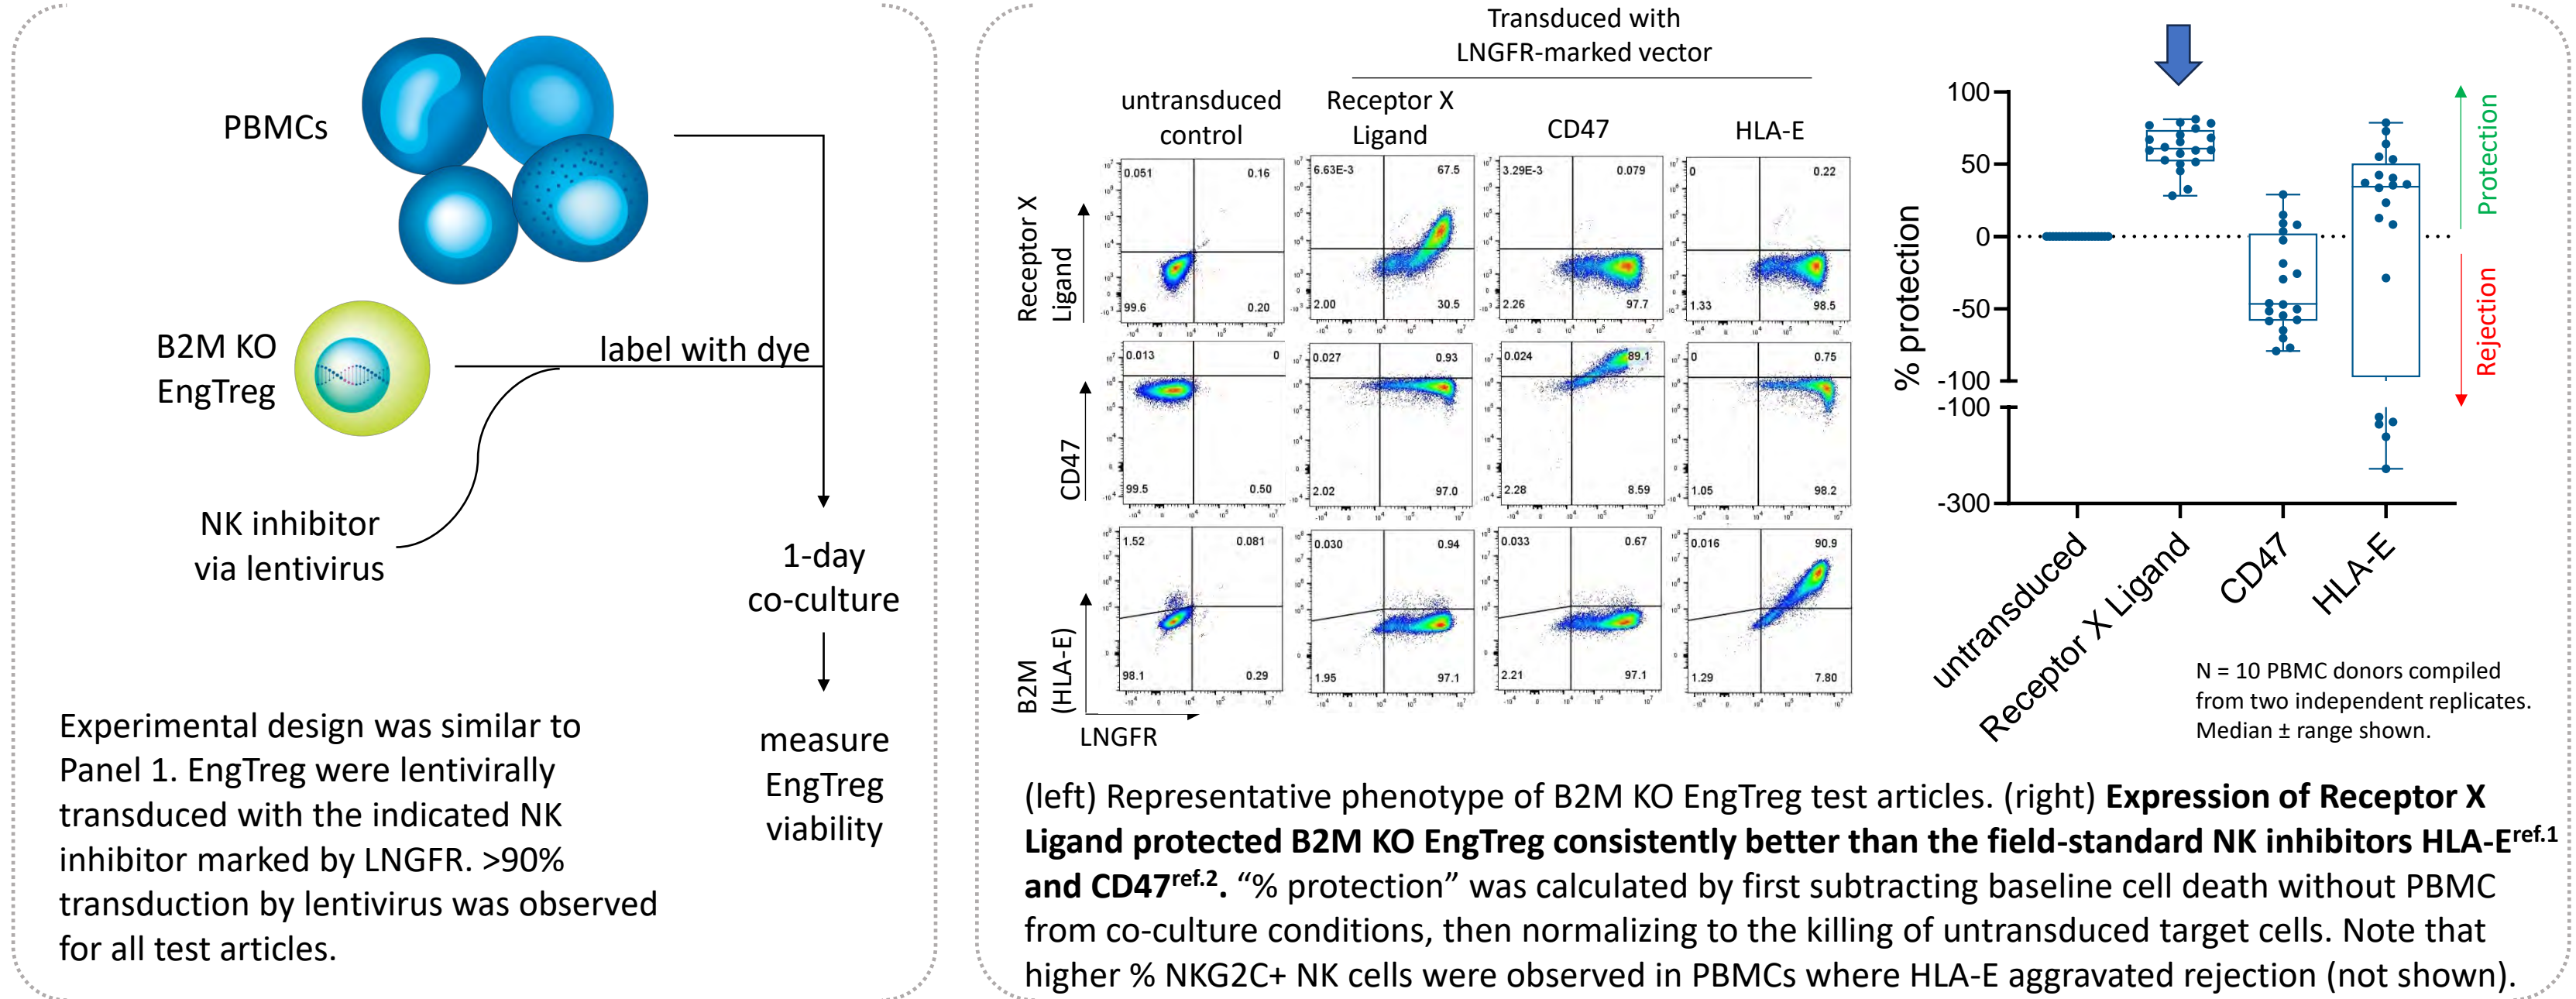 PBMCs
B2M KO
EngTreg
label with dye
NK inhibitor
via lentivirus
1-day
co-culture
measure
EngTreg
viability
Experimental design was similar to
Panel 1. EngTreg were lentivirally
transduced with the indicated NK
inhibitor marked by LNGFR. >90%
transduction by lentivirus was observed
for all test articles.
Transduced with
LNGFR-marked vector
untransduced
control
Receptor X
Ligand
CD47
HLA-E
Receptor X
Ligand
0.051 0.16
99.6 0.20
6.63E-3 67.5
2.00 30.5
3.29E-3 0.079
2.26 97.7
0 0.22
1.33 98.5
CD47
0.013 0
99.5 0.50
0.027 0.93
2.02 97.0
0.024 89.1
2.28 8.59
0 0.75
1.05 98.2
B2M
(HLA-E)
1.52 0.081
98.1 0.29
0.030 0.94
1.95 97.1
0.033 0.67
2.21 97.1
0.016 90.9
1.29 7.80
LNGFR
% protection
100
50
0
-50
-100
-100
-300
Protection
Rejection
untransduced
Receptor X Ligand
CD47
HLA-E
N = 10 PBMC donors compiled
from two independent replicates.
Median ± range shown.
(left) Representative phenotype of B2M KO EngTreg test articles. (right) Expression of Receptor X
Ligand protected B2M KO EngTreg consistently better than the field-standard NK inhibitors HLA-E ref.1
and CD47 ref.2. “% protection” was calculated by first subtracting baseline cell death without PBMC
from co-culture conditions, then normalizing to the killing of untransduced target cells. Note that
higher % NKG2C+ NK cells were observed in PBMCs where HLA-E aggravated rejection (not shown).